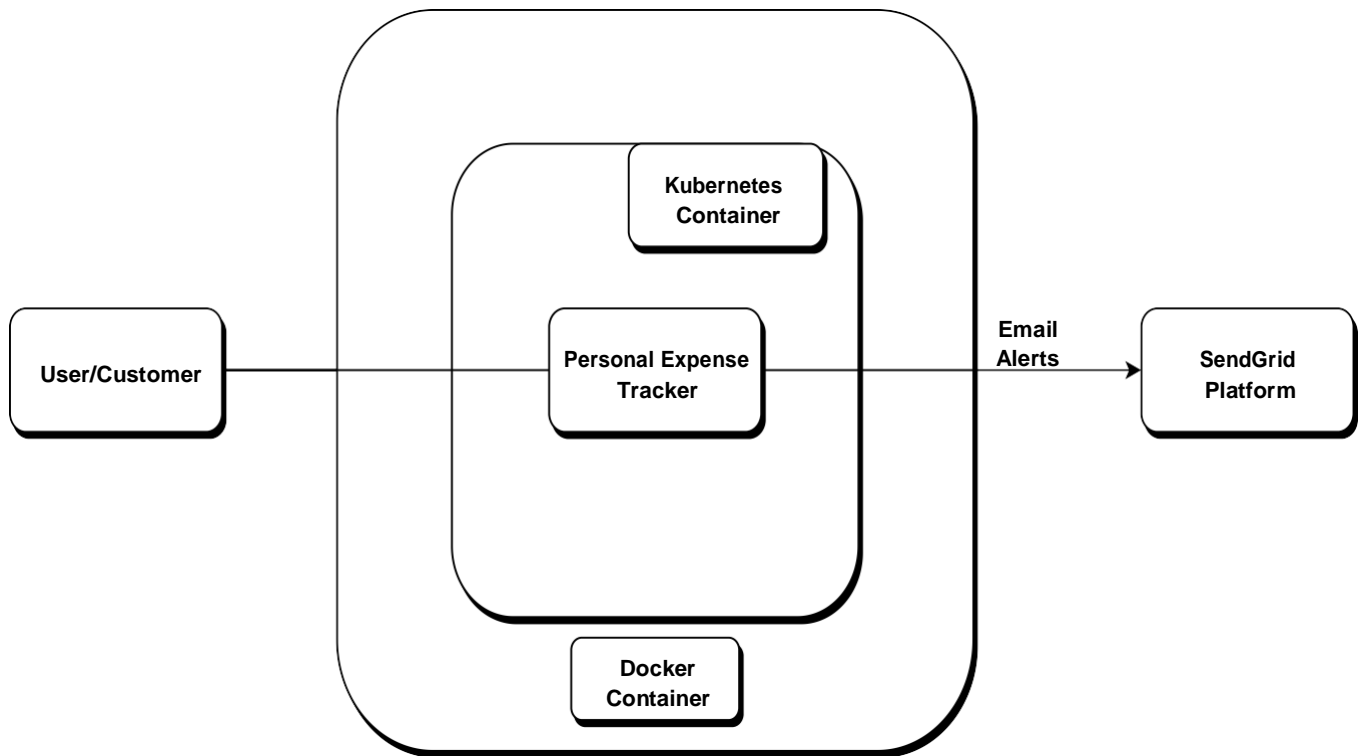 Kubernetes
Container
User/Customer
Personal Expense
Tracker
Email
Alerts
SendGrid
Platform
Docker
Container